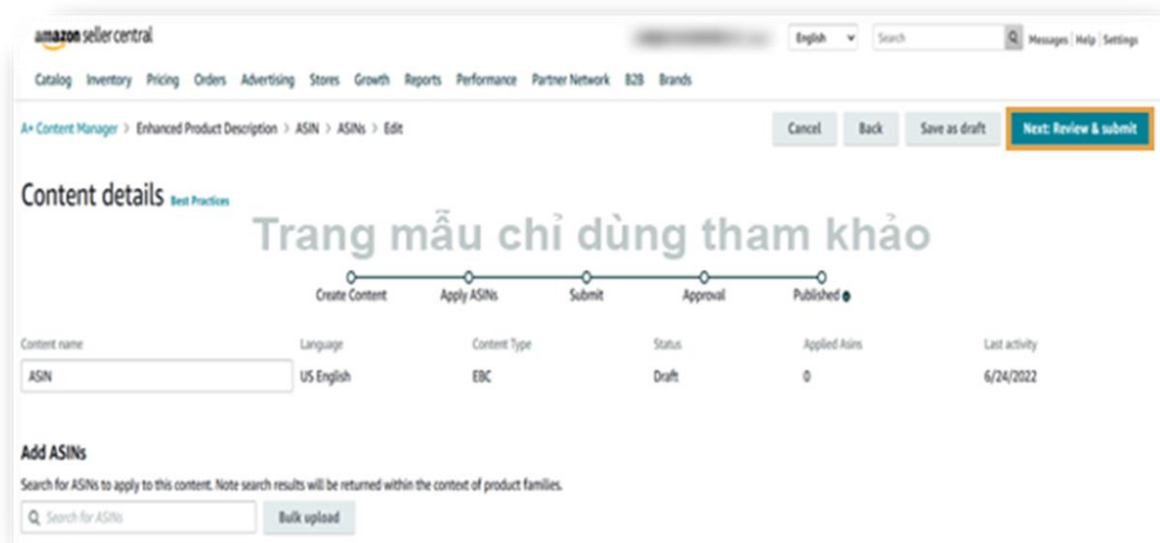 amazon seller central
English
Search
Messages | Help | Settings
Catalog Inventory Pricing Orders Advertising Stores Growth Reports Performance Partner Network B2B Brands
A+ Content Manager > Enhanced Product Description > ASIN > ASINs > Edit
Cancel
Back
Save as draft
Next: Review & submit
Content details Best Practices
Trang mẫu chỉ dùng tham khảo
Create Content Apply ASINs Submit Approval Published
Content name Language Content Type Status Applied Asins Last activity
ASIN US English EBC Draft 0 6/24/2022
Add ASINs
Search for ASINs to apply to this content. Note search results will be returned within the context of product families.
Search for ASINs
Bulk upload